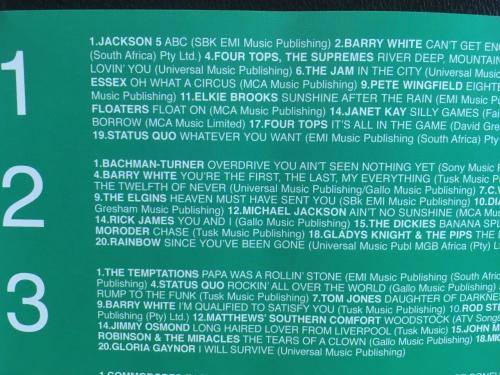 1
1.JACKSON 5 ABC (SBK EMI Music Publishing) 2.BARRY WHITE CAN'T GET EN
(South Africa) Pty Ltd.) 4.FOUR TOPS, THE SUPREMES RIVER DEEP, MOUNTAIN
LOVIN' YOU (Universal Music Publishing) 6.THE JAM IN THE CITY (Universal Music
ESSEX OH WHAT A CIRCUS (MCA Music Publishing) 9.PETE WINGFIELD EIGHTE
Music Publishing) 11.ELKIE BROOKS SUNSHINE AFTER THE RAIN (EMI Music P
FLOATERS FLOAT ON (MCA Music Publishing) 14.JANET KAY SILLY GAMES (Fai
BORROW (MCA Music Limited) 17.FOUR TOPS IT'S ALL IN THE GAME (David Gre
19.STATUS QUO WHATEVER YOU WANT (EMI Music Publishing (South Africa) Pty
2
1.BACHMAN-TURNER OVERDRIVE YOU AIN'T SEEN NOTHING YET (Sony Music P
4.BARRY WHITE YOU'RE THE FIRST, THE LAST, MY EVERYTHING (Tusk Music P
THE TWELFTH OF NEVER (Universal Music Publishing/Gallo Music Publishing) 7.C.
9.THE ELGINS HEAVEN MUST HAVE SENT YOU (SBk EMI Music Publishing) 10.DIA
Gresham Music Publishing) 12.MICHAEL JACKSON AIN'T NO SUNSHINE (MCA Mus
14.RICK JAMES YOU AND I (Gallo Music Publishing) 15.THE DICKIES BANANA SPL
MORODER CHASE (Tusk Music Publishing) 18.GLADYS KNIGHT & THE PIPS THE
20.RAINBOW SINCE YOU'VE BEEN GONE (Universal Music Publ MGB Africa (Pty) L
3
1.THE TEMPTATIONS PAPA WAS A ROLLIN' STONE (EMI Music Publishing (South Afric
Publishing) 4.STATUS QUO ROCKIN' ALL OVER THE WORLD (Gallo Music Publishing)
RUMP TO THE FUNK (Tusk Music Publishing) 7.TOM JONES DAUGHTER OF DARKNES
9.BARRY WHITE I'M QUALIFIED TO SATISFY YOU (Tusk Music Publishing) 10.ROD ST
Publishing (Pty) Ltd.) 12.MATTHEWS' SOUTHERN COMFORT WOODSTOCK (ATV Songs
14.JIMMY OSMOND LONG HAIRED LOVER FROM LIVERPOOL (Tusk Music) 15.JOHN M
ROBINSON & THE MIRACLES THE TEARS OF A CLOWN (Gallo Music Publishing) 18.MIC
20.GLORIA GAYNOR I WILL SURVIVE (Universal Music Publishing)